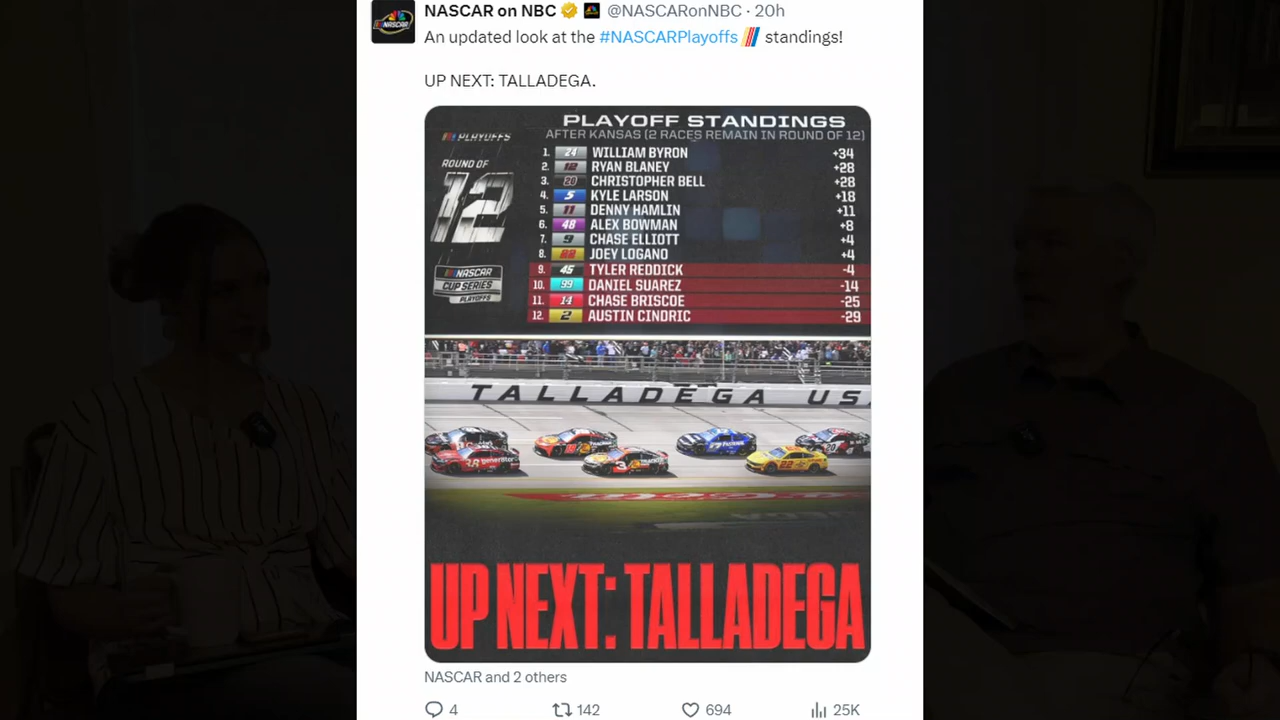 NASCAR on NBC @NASCARonNBC · 20h
An updated look at the #NASCARPlayoffs standings!
UP NEXT: TALLADEGA.
PLAYOFF STANDINGS
AFTER KANSAS (2 RACES REMAIN IN ROUND OF 12)
PLAYOFFS
ROUND OF
12
NASCAR
CUP SERIES
PLAYOFFS
1. 24 WILLIAM BYRON +34
2. 12 RYAN BLANEY +28
3. 20 CHRISTOPHER BELL +28
4. 5 KYLE LARSON +18
5. 11 DENNY HAMLIN +11
6. 48 ALEX BOWMAN +8
7. 9 CHASE ELLIOTT +4
8. 22 JOEY LOGANO +4
9. 45 TYLER REDDICK -4
10. 99 DANIEL SUAREZ -14
11. 14 CHASE BRISCOE -25
12. 2 AUSTIN CINDRIC -29
TALLADEGA US
3
22
UP NEXT: TALLADEGA
NASCAR and 2 others
4 142 694 25K